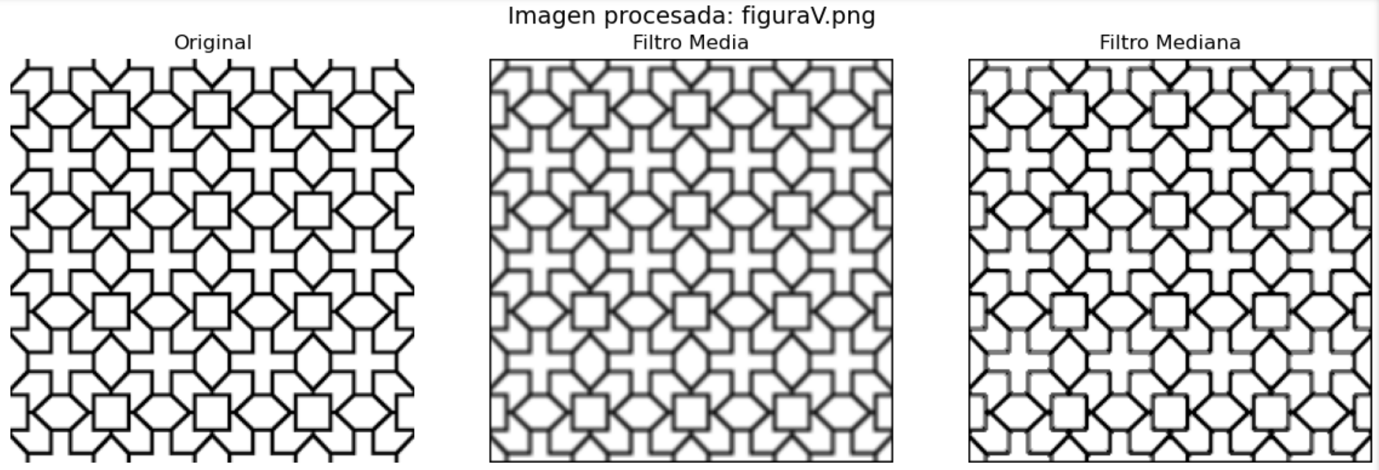 Imagen procesada: figuraV.png
Original
Filtro Media
Filtro Mediana